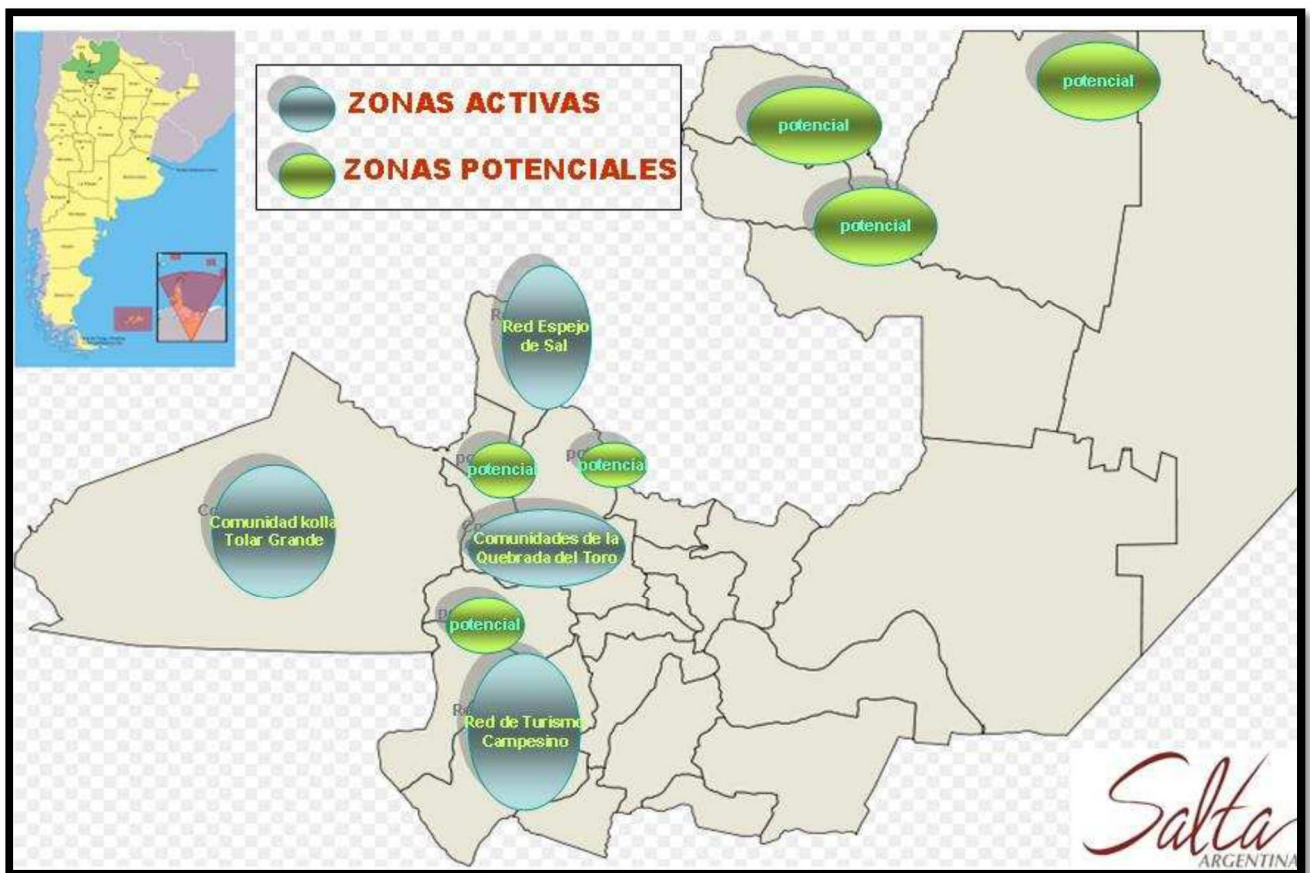 ZONAS ACTIVAS
ZONAS POTENCIALES
potencial
potencial
potencial
Red Espejo
de Sal
potencial
potencial
Comunidad kolla
Tolar Grande
Comunidades de la
Quebrada del Toro
potencial
Red de Turismo
Campesino
Salta
ARGENTINA